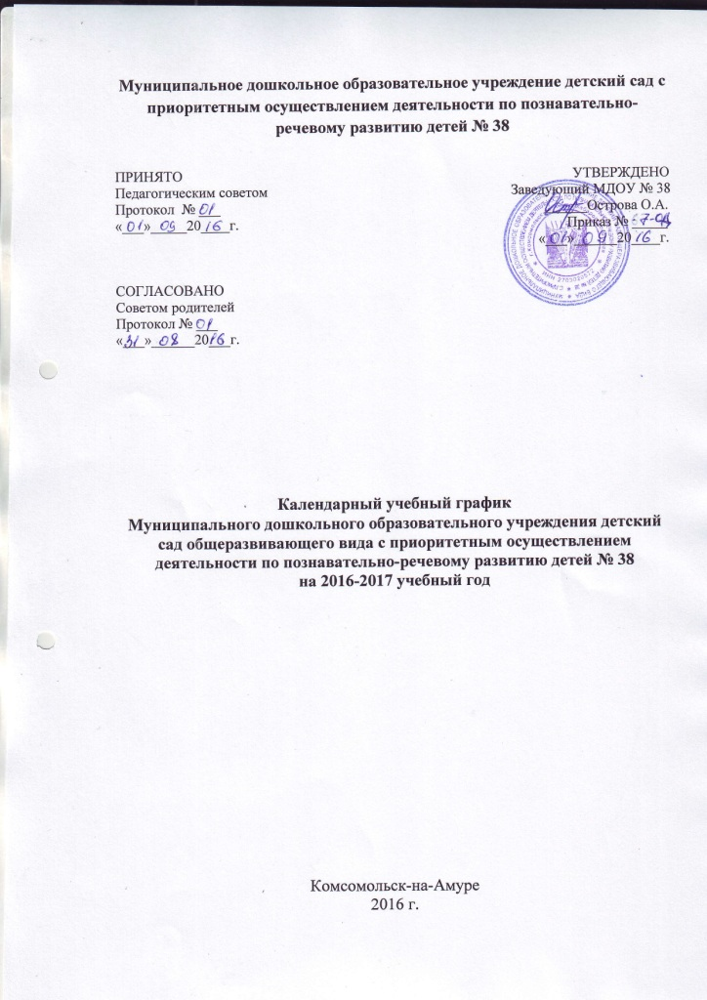 Муниципальное дошкольное образовательное учреждение детский сад с
приоритетным осуществлением деятельности по познавательно-
речевому развитию детей № 38
ПРИНЯТО
Педагогическим советом
Протокол № 01
«01» 09 2016 г.
УТВЕРЖДЕНО
Заведующий МДОУ № 38
Острова О.А.
Приказ №
«01» 09 2016 г.
СОГЛАСОВАНО
Советом родителей
Протокол № 01
«31» 08 2016 г.
Календарный учебный график
Муниципального дошкольного образовательного учреждения детский
сад общеразвивающего вида с приоритетным осуществлением
деятельности по познавательно-речевому развитию детей № 38
на 2016-2017 учебный год
Комсомольск-на-Амуре
2016 г.